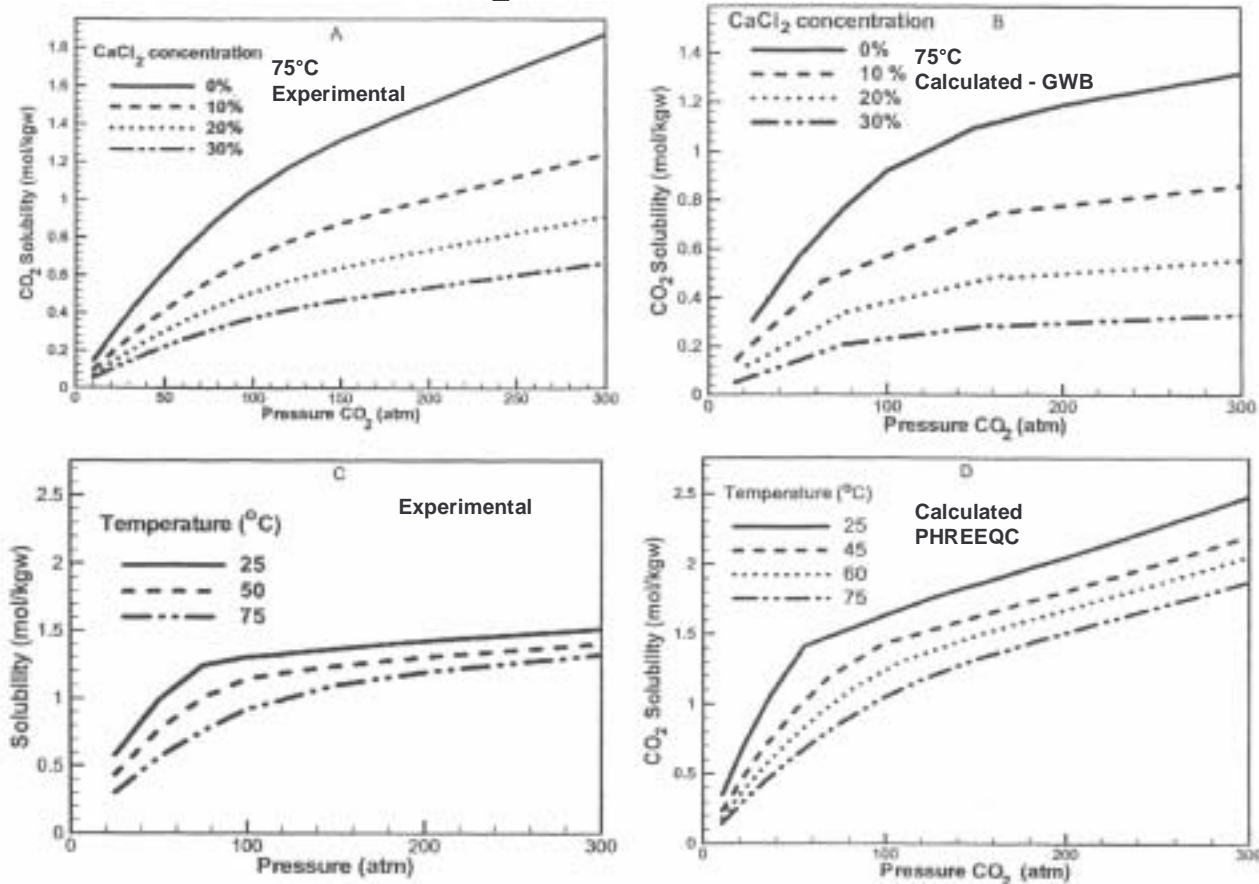 A
CaCl2 concentration
0%
10%
20%
30%
75°C
Experimental
CO2 Solubility (mol/kgw)
1.8
1.6
1.4
1.2
1
0.8
0.6
0.4
0.2
0
50
100
150
200
250
300
Pressure CO2 (atm)
B
CaCl2 concentration
0%
10 %
20%
30%
75°C
Calculated - GWB
CO2 Solubility (mol/kgw)
1.4
1.2
1
0.8
0.6
0.4
0.2
0
0
100
200
300
Pressure CO2 (atm)
C
Experimental
Temperature (°C)
25
50
75
Solubility (mol/kgw)
2.5
2
1.5
1
0.5
0
0
100
200
300
Pressure (atm)
D
Temperature (°C)
25
45
60
75
Calculated
PHREEQC
CO2 Solubility (mol/kgw)
2.5
2
1.5
1
0.5
0
0
100
200
300
Pressure CO2 (atm)